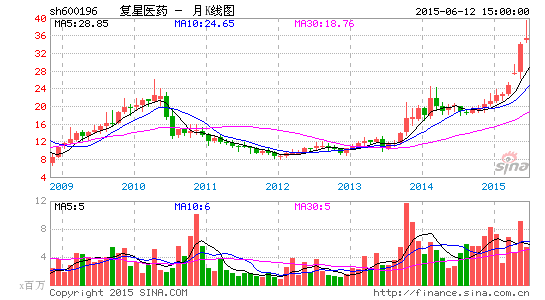 sh600196 复星医药 - 月K线图 2015-06-12 15:00:00
MA5:28.85 MA10:24.65 MA30:18.76
40
36
32
28
24
20
16
12
8
4
sina
2009 2010 2011 2012 2013 2014 2015
MA5:5 MA10:6 MA30:5
12
9
6
3
x百万
Copyright 2015 SINA.COM http://finance.sina.com.cn